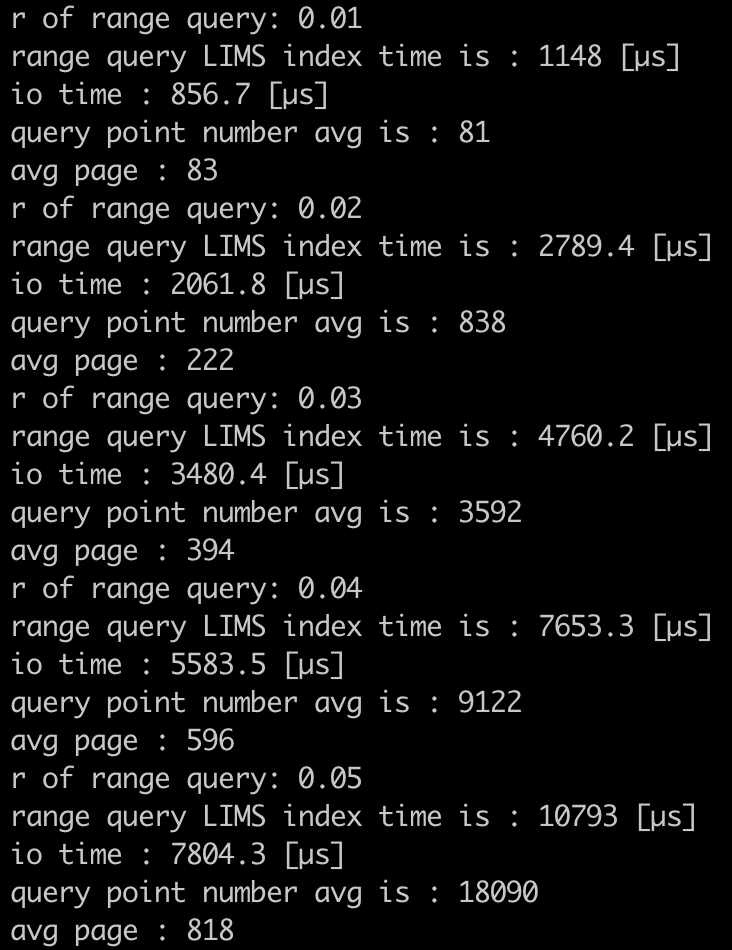 r of range query: 0.01
range query LIMS index time is : 1148 [µs]
io time : 856.7 [µs]
query point number avg is : 81
avg page : 83
r of range query: 0.02
range query LIMS index time is : 2789.4 [µs]
io time : 2061.8 [µs]
query point number avg is : 838
avg page : 222
r of range query: 0.03
range query LIMS index time is : 4760.2 [µs]
io time : 3480.4 [µs]
query point number avg is : 3592
avg page : 394
r of range query: 0.04
range query LIMS index time is : 7653.3 [µs]
io time : 5583.5 [µs]
query point number avg is : 9122
avg page : 596
r of range query: 0.05
range query LIMS index time is : 10793 [µs]
io time : 7804.3 [µs]
query point number avg is : 18090
avg page : 818